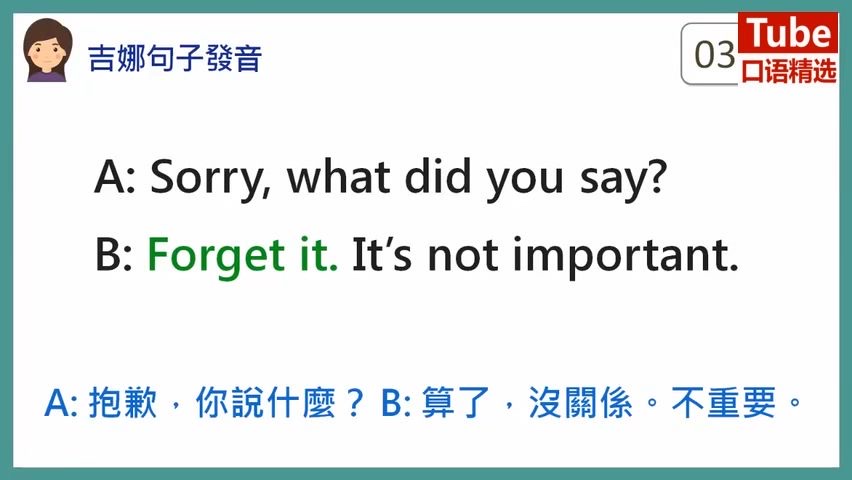 吉娜句子發音
03
Tube
口语精选
A: Sorry, what did you say?
B: Forget it. It’s not important.
A: 抱歉，你說什麼？ B: 算了，沒關係。不重要。